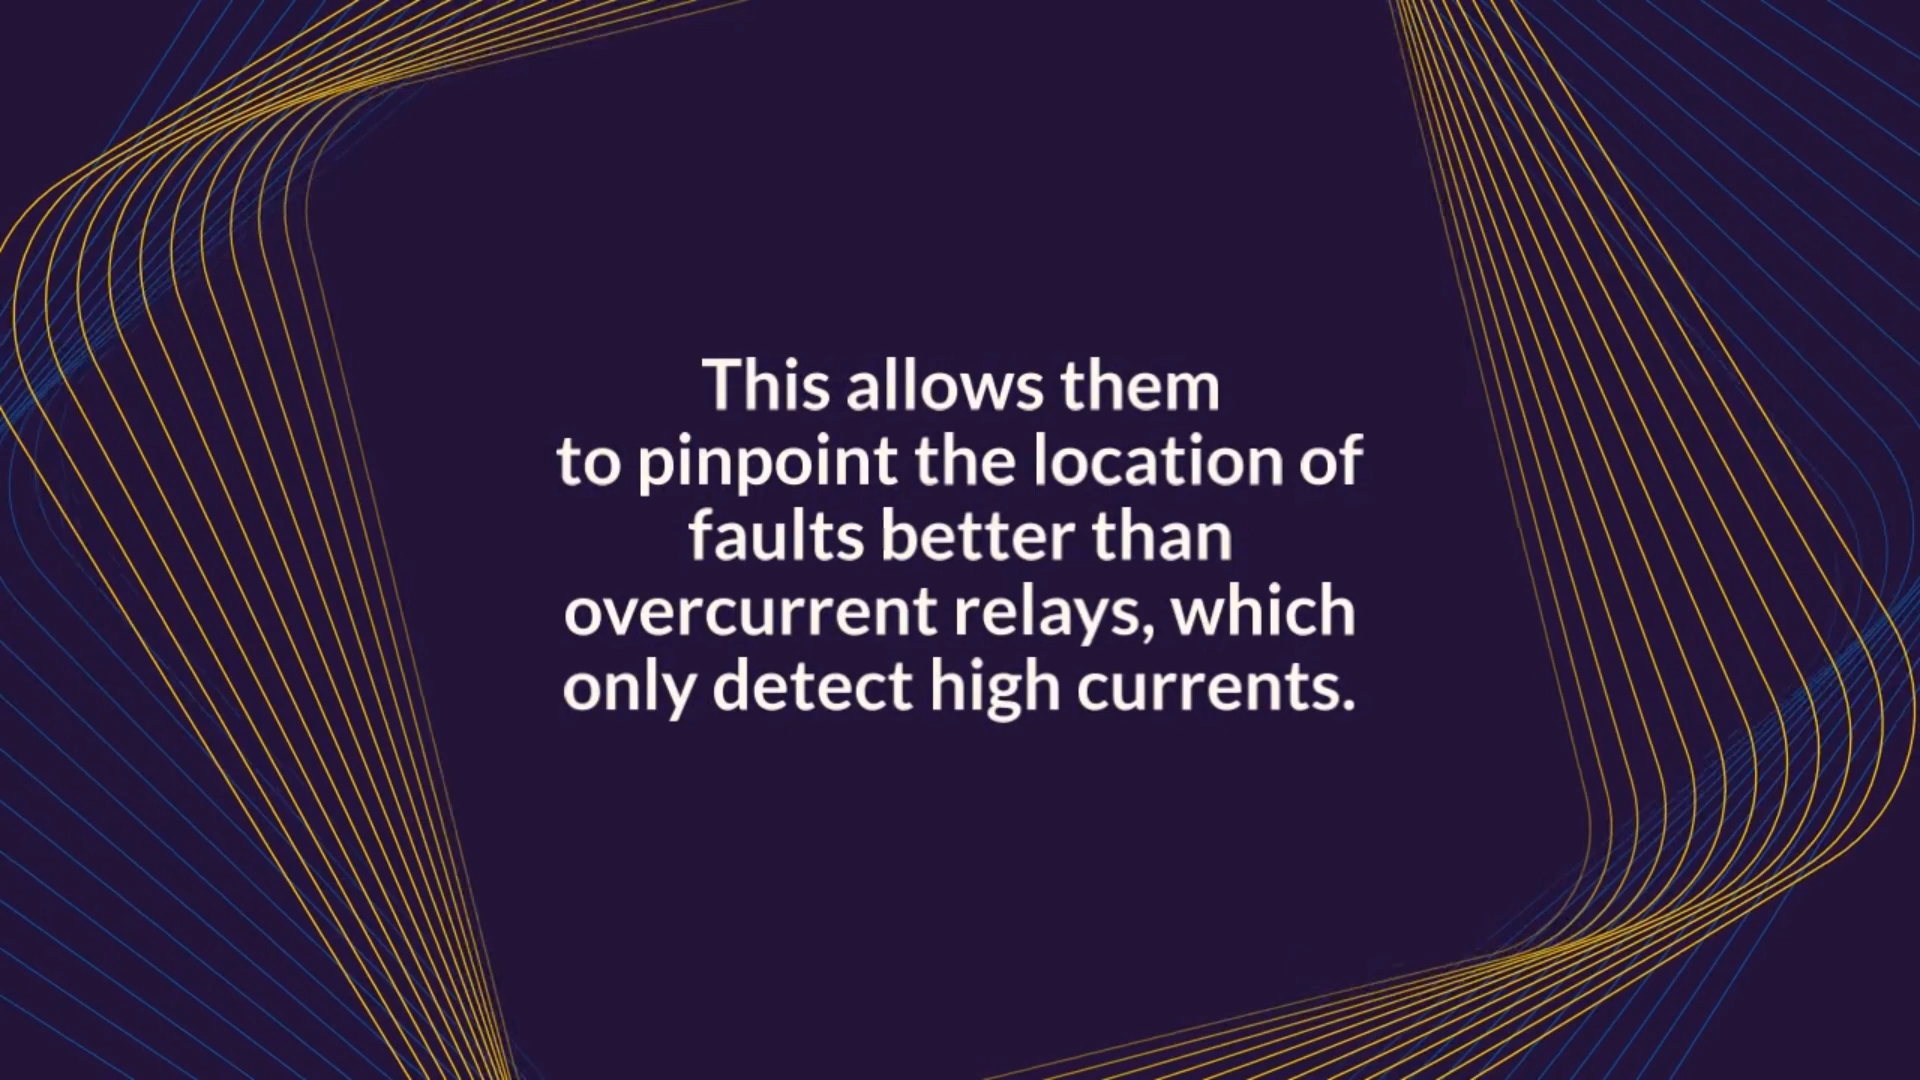 This allows them
to pinpoint the location of
faults better than
overcurrent relays, which
only detect high currents.